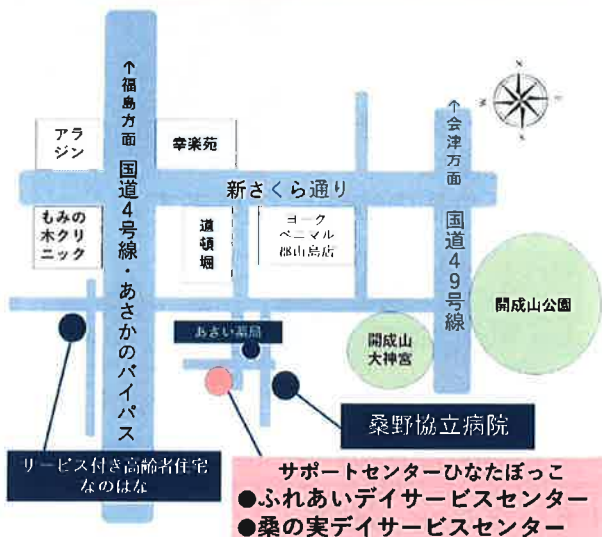 ↑福島方面
国道4号線・あさかのバイパス
アラ
ジン
幸楽苑
↑会津方面
国道49号線
新さくら通り
もみの
木クリ
ニック
道頓堀
ヨーク
ベニマル
郡山島店
開成山公園
あさい薬局
開成山
大神宮
桑野協立病院
サービス付き高齢者住宅
なのはな
サポートセンターひなたぼっこ
●ふれあいデイサービスセンター
●桑の実デイサービスセンター